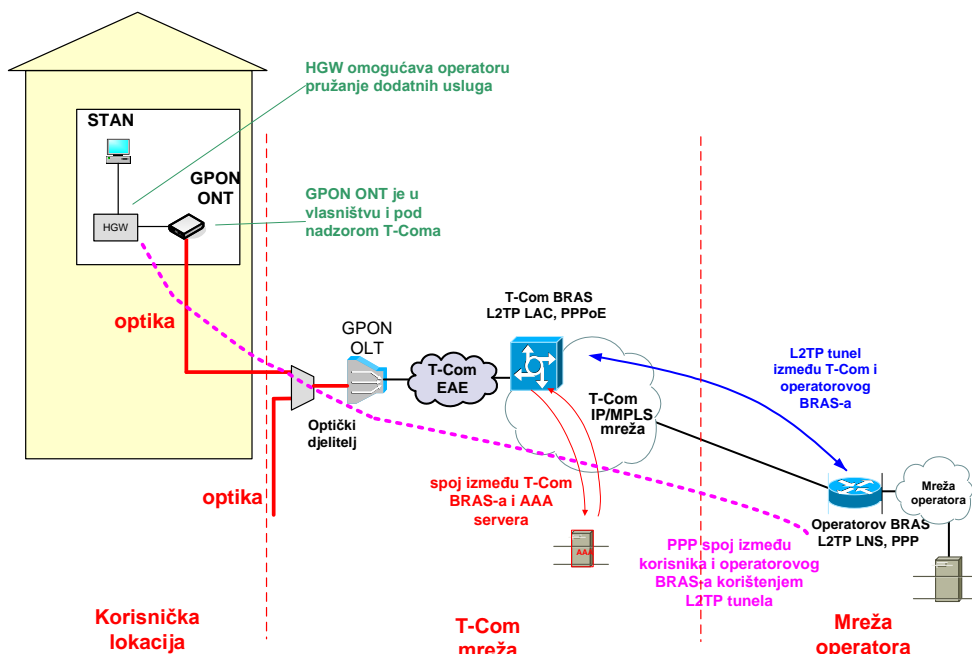 HGW omogućava operatoru
pružanje dodatnih usluga
STAN
GPON
ONT
GPON ONT je u
vlasništvu i pod
nadzorom T-Coma
HGW
optika
GPON
OLT
T-Com BRAS
L2TP LAC, PPPoE
T-Com
EAE
T-Com
IP/MPLS
mreža
L2TP tunel
između T-Com i
operatorovog
BRAS-a
Optički
djelitelj
optika
spoj između T-Com
BRAS-a i AAA
servera
AAA
Mreža
operatora
Operatorov BRAS
L2TP LNS, PPP
PPP spoj između
korisnika i operatorovog
BRAS-a korištenjem
L2TP tunela
Korisnička
lokacija
T-Com
mreža
Mreža
operatora